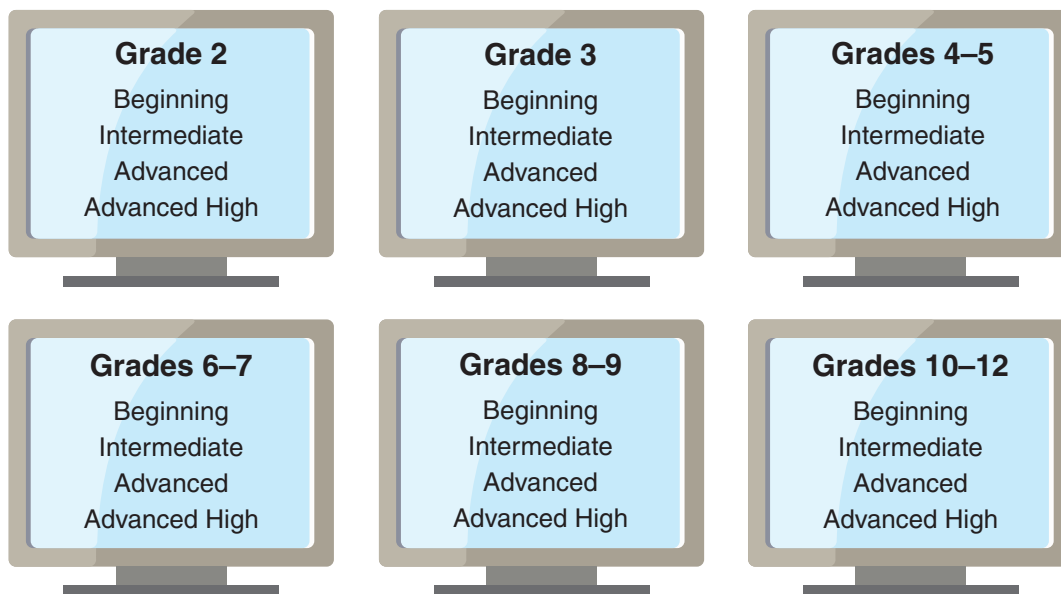 Grade 2
Beginning
Intermediate
Advanced
Advanced High
Grade 3
Beginning
Intermediate
Advanced
Advanced High
Grades 4–5
Beginning
Intermediate
Advanced
Advanced High
Grades 6–7
Beginning
Intermediate
Advanced
Advanced High
Grades 8–9
Beginning
Intermediate
Advanced
Advanced High
Grades 10–12
Beginning
Intermediate
Advanced
Advanced High